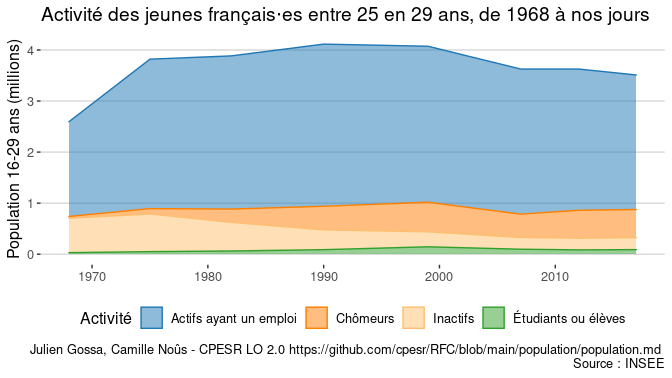 Activité des jeunes français·es entre 25 en 29 ans, de 1968 à nos jours
Population 16-29 ans (millions)
4
3
2
1
0
1970 1980 1990 2000 2010
Activité Actifs ayant un emploi Chômeurs Inactifs Étudiants ou élèves
Julien Gossa, Camille Noûs - CPESR LO 2.0 https://github.com/cpesr/RFC/blob/main/population/population.md
Source : INSEE